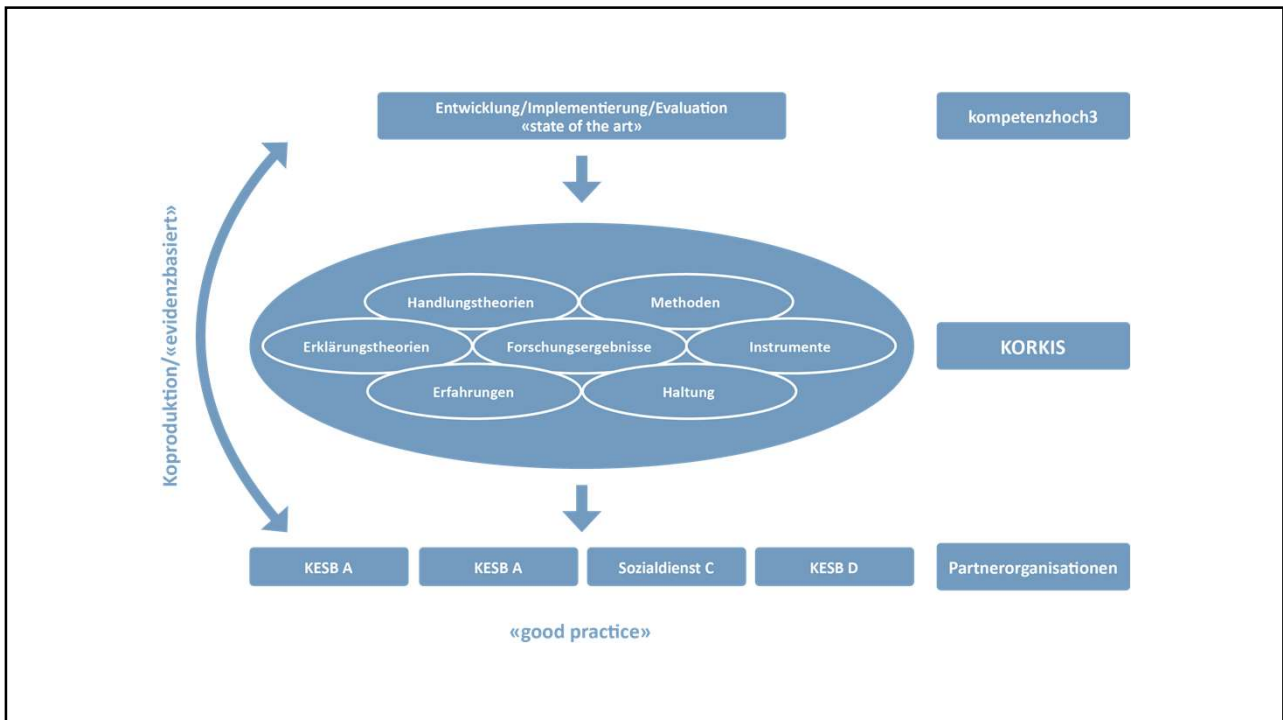 Entwicklung/Implementierung/Evaluation
«state of the art»
kompetenzhoch3
Koproduktion/«evidenzbasiert»
Handlungstheorien
Methoden
Erklärungstheorien
Forschungsergebnisse
Instrumente
KORKIS
Erfahrungen
Haltung
KESB A
KESB A
Sozialdienst C
KESB D
Partnerorganisationen
«good practice»